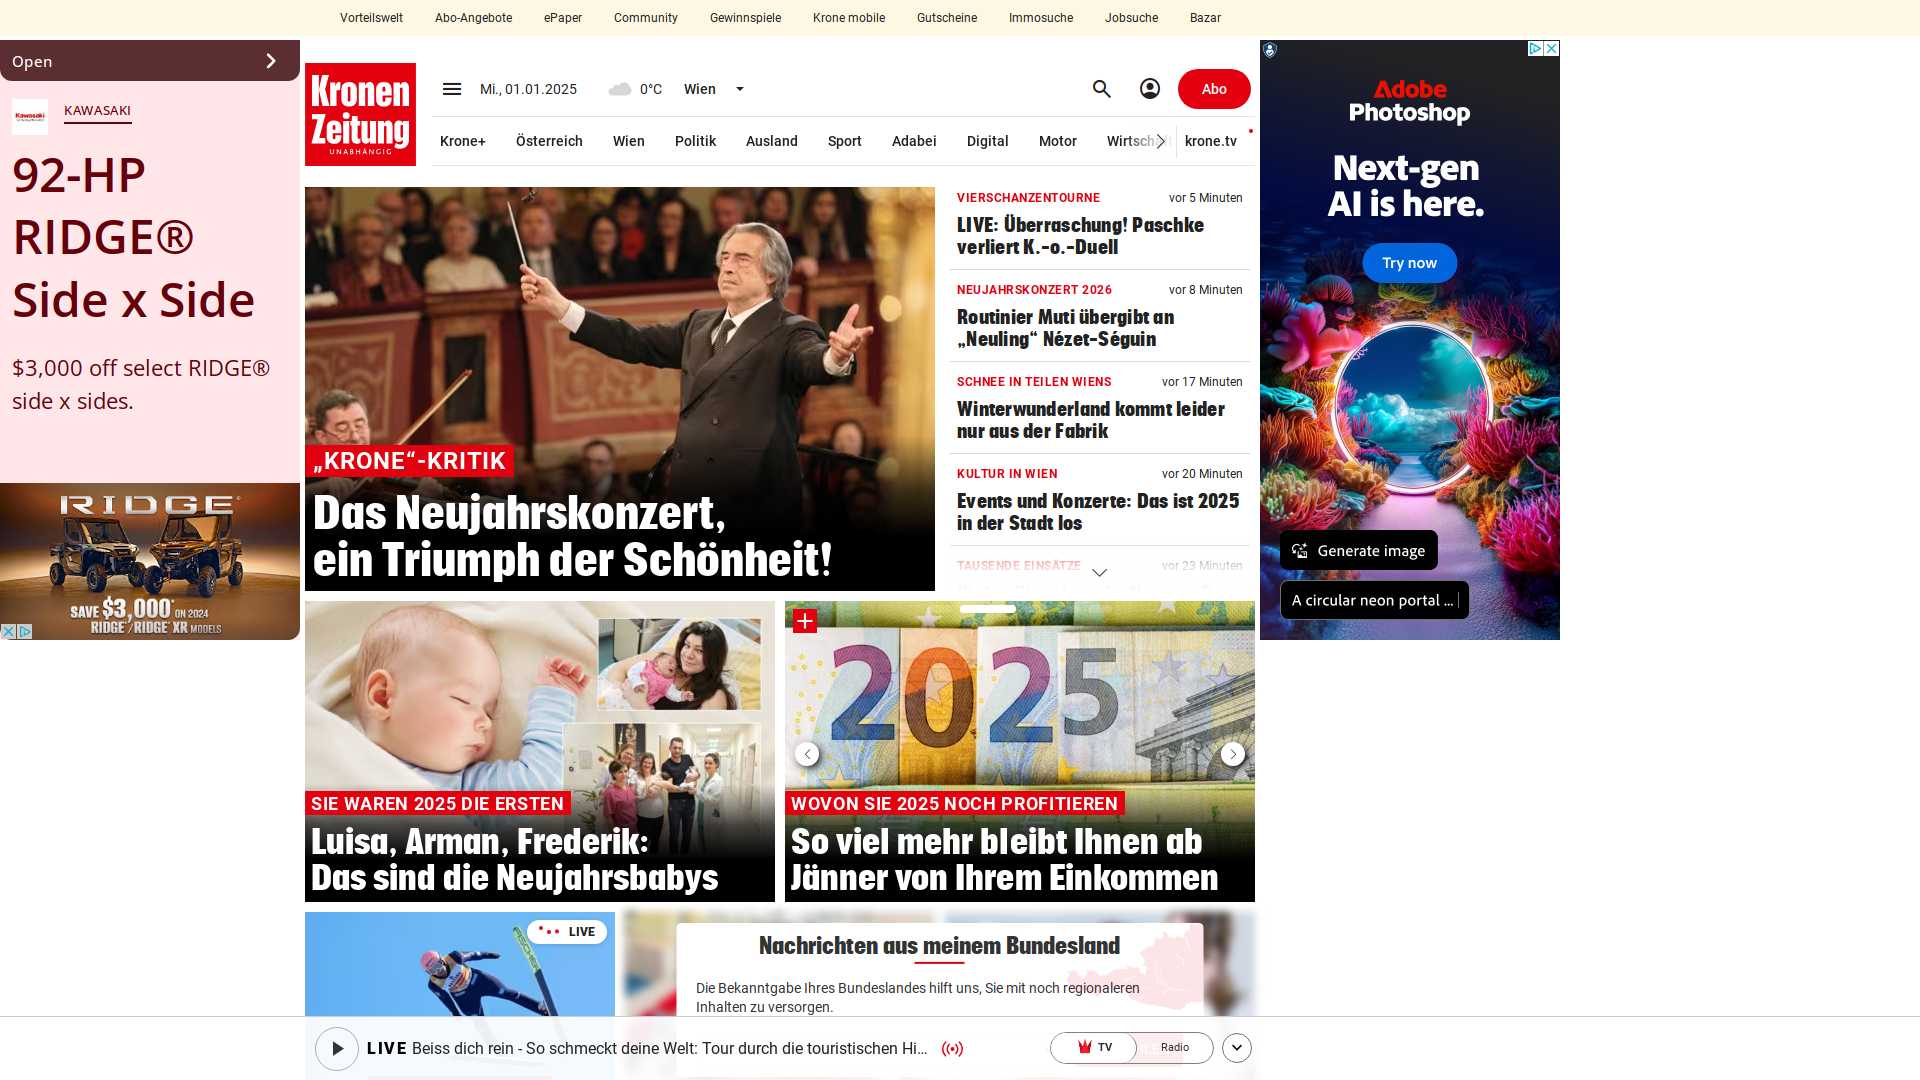 Vorteilswelt Abo-Angebote ePaper Community Gewinnspiele Krone mobile Gutscheine Immosuche Jobsuche Bazar
Open
KAWASAKI
Kawasaki
92-HP
RIDGE®
Side x Side
$3,000 off select RIDGE®
side x sides.
RIDGE
SAVE $3,000* ON 2024
RIDGE®/RIDGE® XR MODELS
Kronen
Zeitung
UNABHÄNGIG
Mi., 01.01.2025 0°C Wien
Abo
Krone+ Österreich Wien Politik Ausland Sport Adabei Digital Motor Wirtschaft krone.tv
„KRONE“-KRITIK
Das Neujahrskonzert,
ein Triumph der Schönheit!
VIERSCHANZENTOURNE vor 5 Minuten
LIVE: Überraschung! Paschke
verliert K.-o.-Duell
NEUJAHRSKONZERT 2026 vor 8 Minuten
Routinier Muti übergibt an
„Neuling“ Nézet-Séguin
SCHNEE IN TEILEN WIENS vor 17 Minuten
Winterwunderland kommt leider
nur aus der Fabrik
KULTUR IN WIEN vor 20 Minuten
Events und Konzerte: Das ist 2025
in der Stadt los
TAUSENDE EINSÄTZE vor 23 Minuten
SIE WAREN 2025 DIE ERSTEN
Luisa, Arman, Frederik:
Das sind die Neujahrsbabys
2025
WOVON SIE 2025 NOCH PROFITIEREN
So viel mehr bleibt Ihnen ab
Jänner von Ihrem Einkommen
LIVE
Nachrichten aus meinem Bundesland
Die Bekanntgabe Ihres Bundeslandes hilft uns, Sie mit noch regionaleren
Inhalten zu versorgen.
LIVE Beiss dich rein - So schmeckt deine Welt: Tour durch die touristischen Hi...
TV Radio
Adobe
Photoshop
Next-gen
AI is here.
Try now
Generate image
A circular neon portal ...